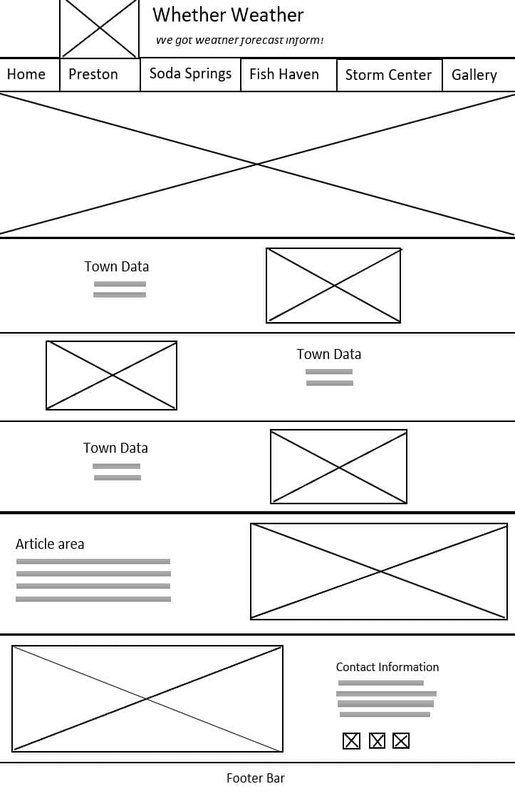 Whether Weather
We got weather forecast inform!
Home Preston Soda Springs Fish Haven Storm Center Gallery
Town Data
Town Data
Town Data
Article area
Contact Information
Footer Bar